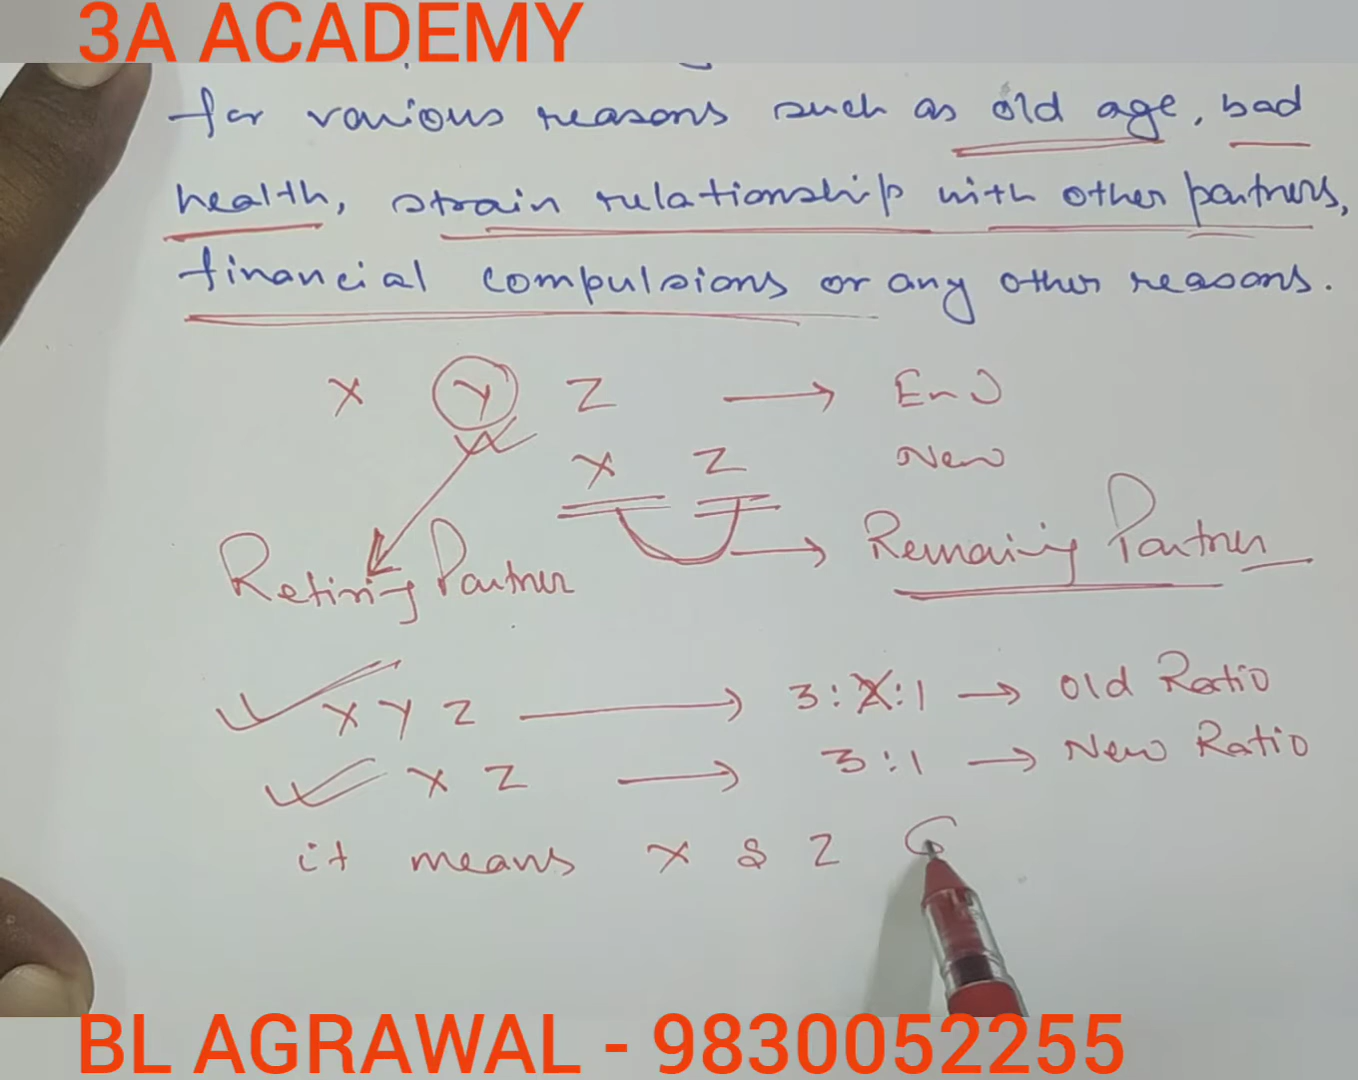 3A ACADEMY
for various reasons such as old age, bad
health, strain relationship with other partners,
financial compulsions or any other reasons.
X Y Z → End
X Z New
Retiring Partner → Remaining Partner
X Y Z → 3:2:1 → Old Ratio
X Z → 3:1 → New Ratio
it means X & Z G
BL AGRAWAL - 9830052255